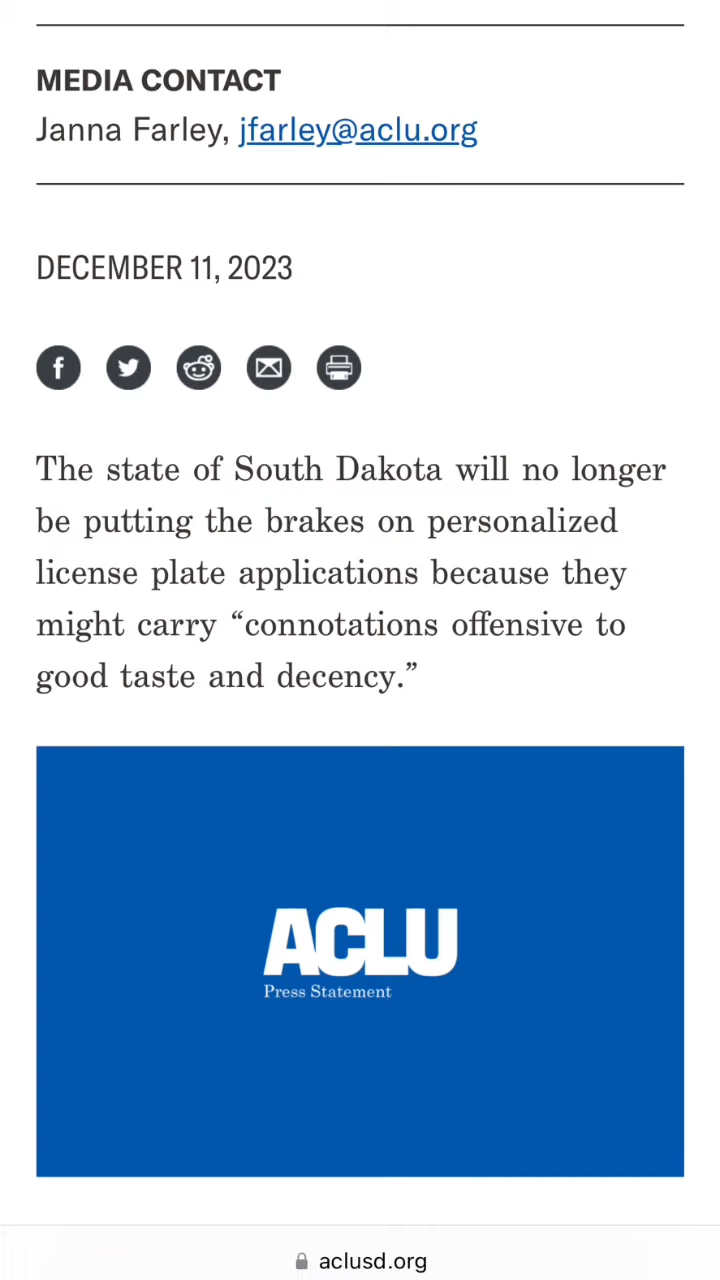 MEDIA CONTACT
Janna Farley, jfarley@aclu.org
DECEMBER 11, 2023
The state of South Dakota will no longer
be putting the brakes on personalized
license plate applications because they
might carry “connotations offensive to
good taste and decency.”
ACLU
Press Statement
aclusd.org